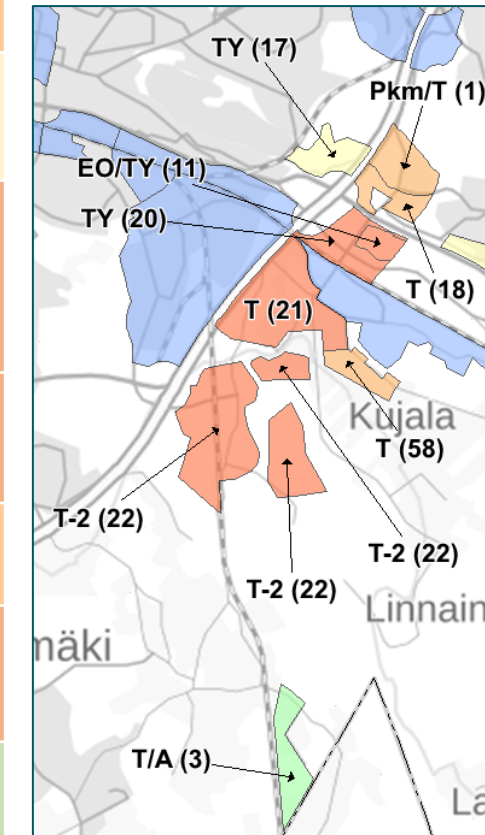 TY (17)
Pkm/T (1)
EO/TY (11)
TY (20)
T (18)
T (21)
Kujala
T (58)
T-2 (22)
T-2 (22)
T-2 (22)
Linnain
mäki
T/A (3)